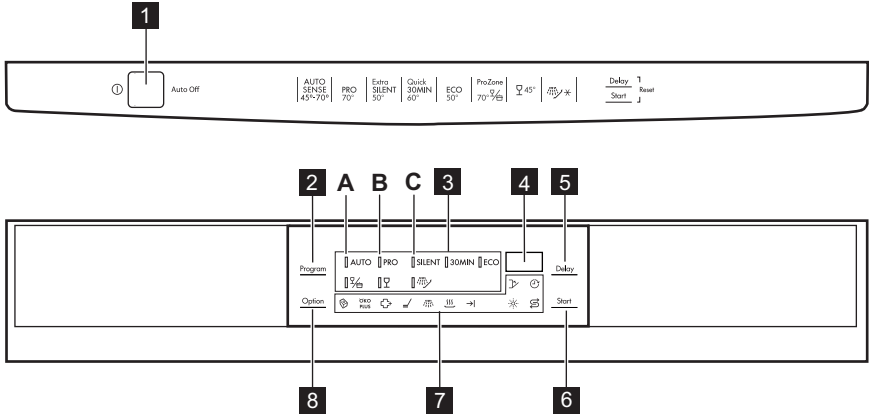 1
Auto Off
AUTO SENSE 45°-70°
PRO 70°
Extra SILENT 50°
Quick 30MIN 60°
ECO 50°
ProZone 70°
45°
Delay
Start
Reset
2 A B C 3 4 5
Program
AUTO PRO SILENT 30MIN ECO
Delay
Option
ÖKO PLUS
Start
8 7 6